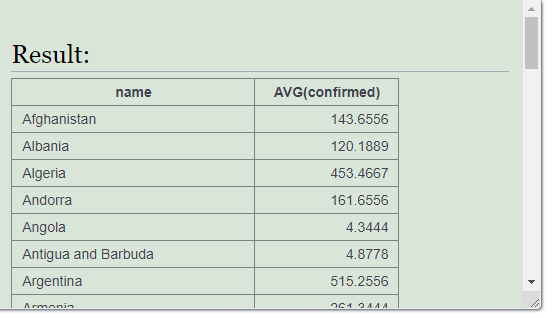 Result:
name AVG(confirmed)
Afghanistan 143.6556
Albania 120.1889
Algeria 453.4667
Andorra 161.6556
Angola 4.3444
Antigua and Barbuda 4.8778
Argentina 515.2556
Armenia 261.3444